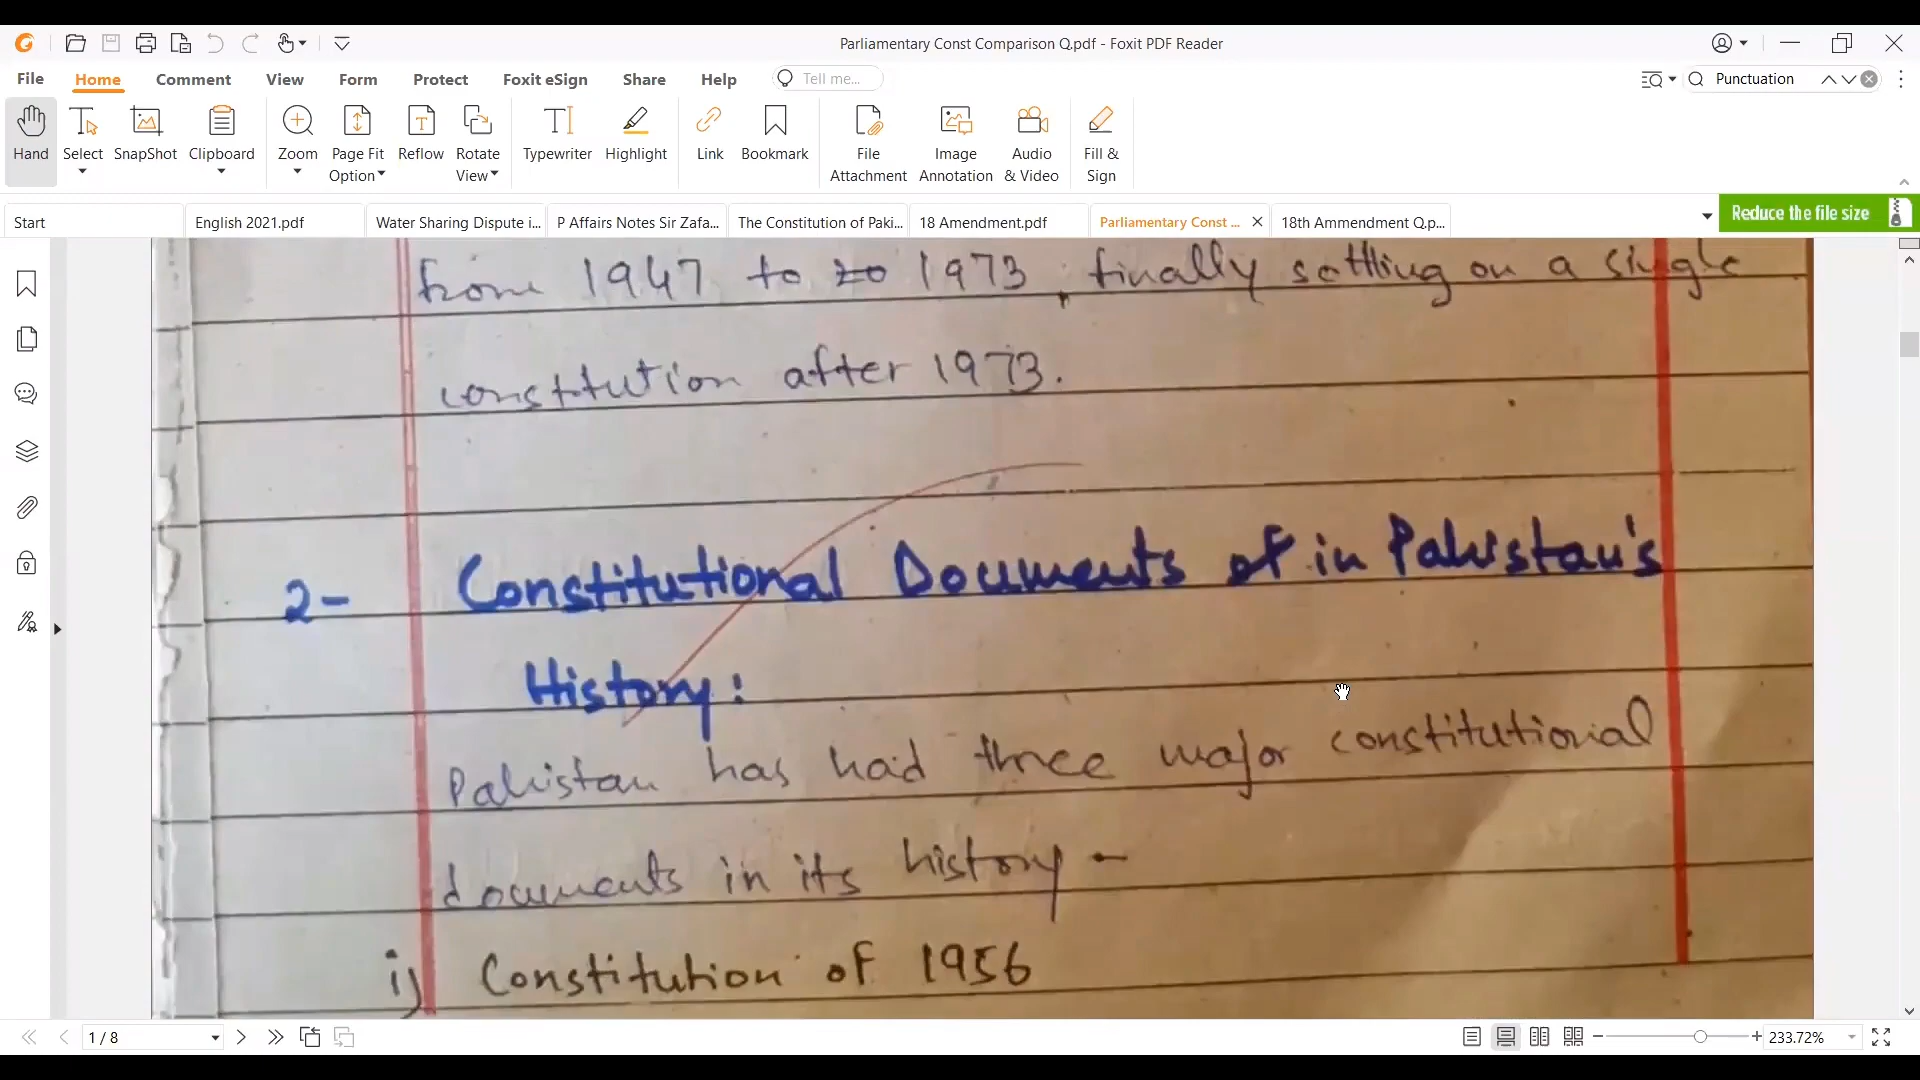 Parliamentary Const Comparison Q.pdf - Foxit PDF Reader
File Home Comment View Form Protect Foxit eSign Share Help Tell me... Punctuation
Hand Select SnapShot Clipboard Zoom Page Fit Option Reflow Rotate View Typewriter Highlight Link Bookmark File Attachment Image Annotation Audio & Video Fill & Sign
Start English 2021.pdf Water Sharing Dispute i... P Affairs Notes Sir Zafa... The Constitution of Paki... 18 Amendment.pdf Parliamentary Const ... 18th Ammendment Q.p... Reduce the file size
from 1947 to to 1973, finally settling on a single
constitution after 1973.
2- Constitutional Documents of in Pakistan's
History:
Pakistan has had three major constitutional
documents in its history -
i) Constitution of 1956
1 / 8 233.72%